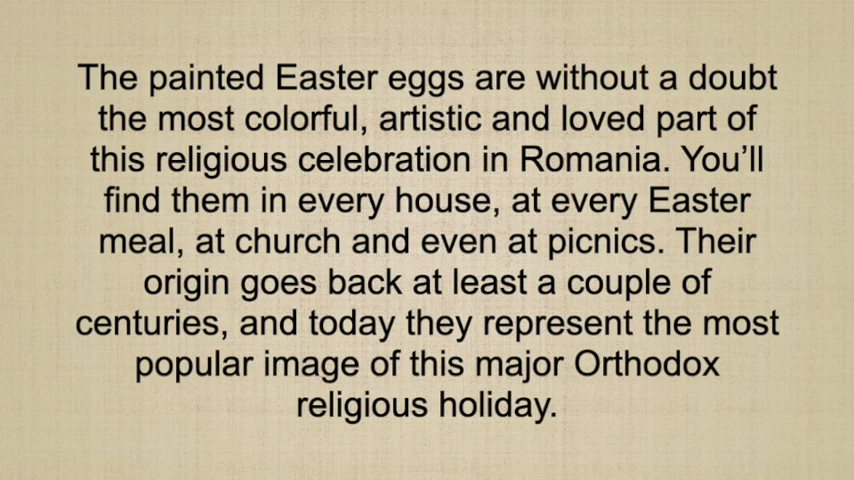 The painted Easter eggs are without a doubt
the most colorful, artistic and loved part of
this religious celebration in Romania. You’ll
find them in every house, at every Easter
meal, at church and even at picnics. Their
origin goes back at least a couple of
centuries, and today they represent the most
popular image of this major Orthodox
religious holiday.